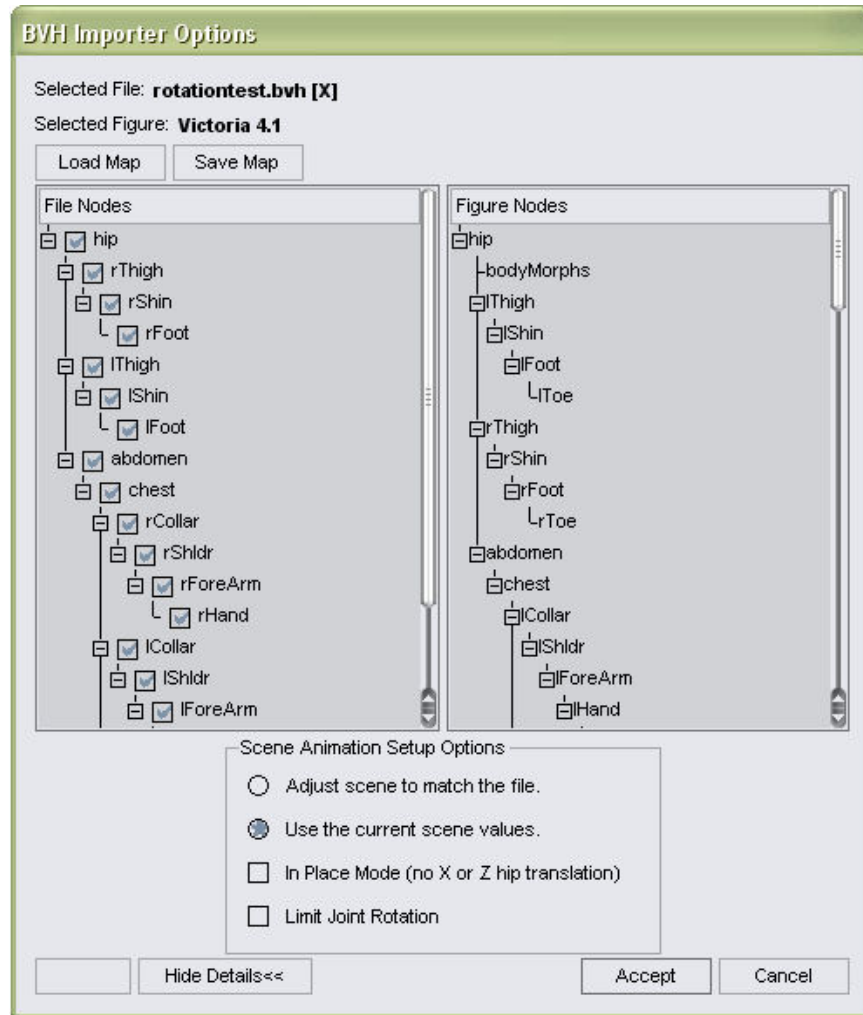 BVH Importer Options
Selected File: rotationtest.bvh [X]
Selected Figure: Victoria 4.1
Load Map
Save Map
File Nodes
hip
rThigh
rShin
rFoot
lThigh
lShin
lFoot
abdomen
chest
rCollar
rShldr
rForeArm
rHand
lCollar
lShldr
lForeArm
Figure Nodes
hip
bodyMorphs
lThigh
lShin
lFoot
lToe
rThigh
rShin
rFoot
rToe
abdomen
chest
lCollar
lShldr
lForeArm
lHand
Scene Animation Setup Options
Adjust scene to match the file.
Use the current scene values.
In Place Mode (no X or Z hip translation)
Limit Joint Rotation
Hide Details<<
Accept
Cancel